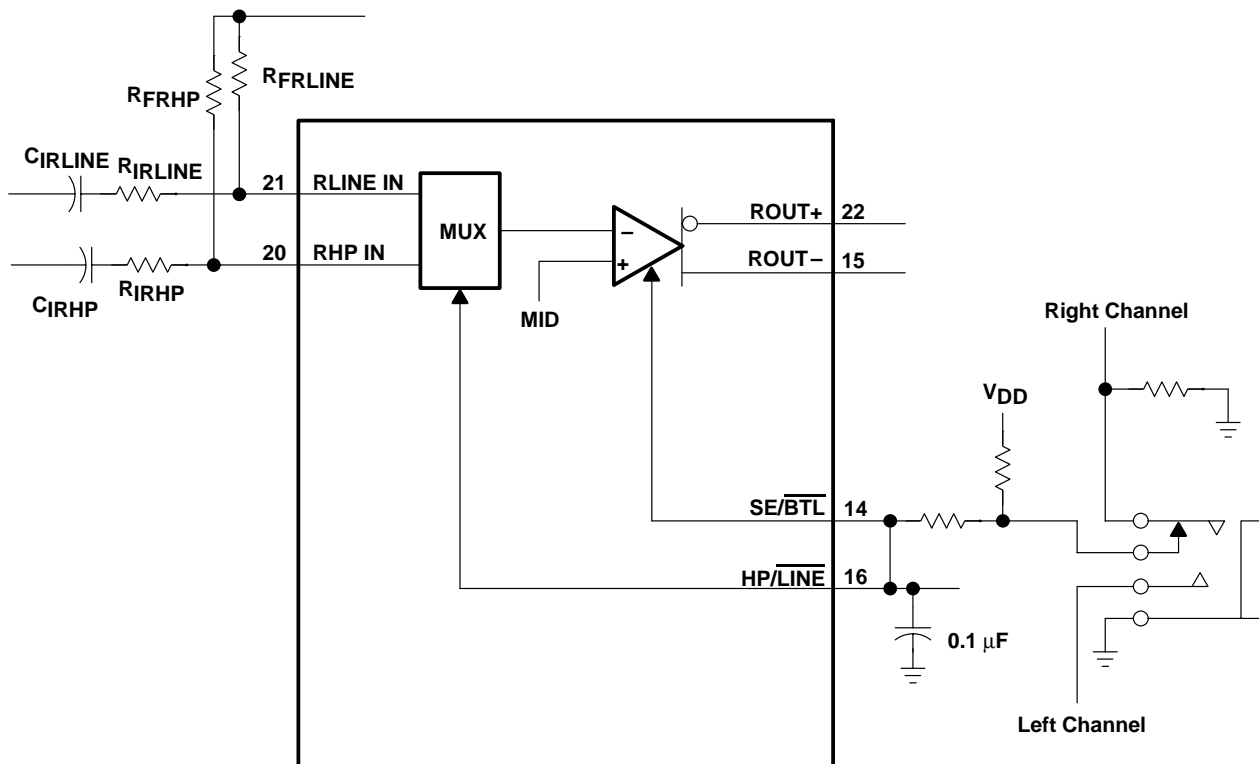 RFRHP
RFRLINE
CIRLINE
RIRLINE
21
RLINE IN
20
RHP IN
CIRHP
RIRHP
MUX
−
+
MID
ROUT+
22
ROUT−
15
Right Channel
VDD
SE/BTL
14
HP/LINE
16
0.1 μF
Left Channel